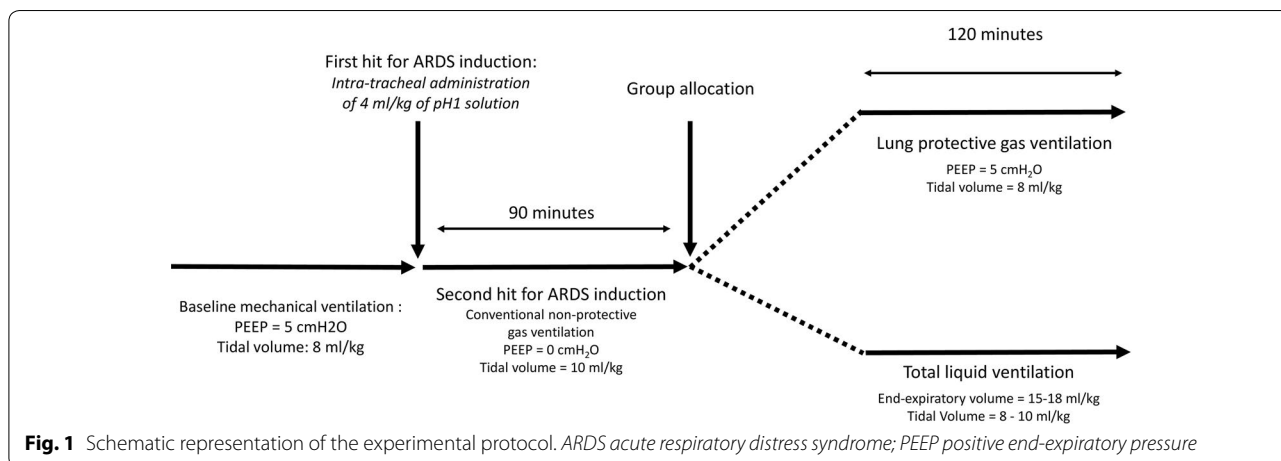 120 minutes
First hit for ARDS induction:
Intra-tracheal administration
of 4 ml/kg of pH1 solution
Group allocation
Lung protective gas ventilation
PEEP = 5 cmH₂O
Tidal volume = 8 ml/kg
90 minutes
Baseline mechanical ventilation :
PEEP = 5 cmH2O
Tidal volume: 8 ml/kg
Second hit for ARDS induction
Conventional non-protective
gas ventilation
PEEP = 0 cmH₂O
Tidal volume = 10 ml/kg
Total liquid ventilation
End-expiratory volume = 15-18 ml/kg
Tidal Volume = 8 - 10 ml/kg
Fig. 1 Schematic representation of the experimental protocol. ARDS acute respiratory distress syndrome; PEEP positive end-expiratory pressure